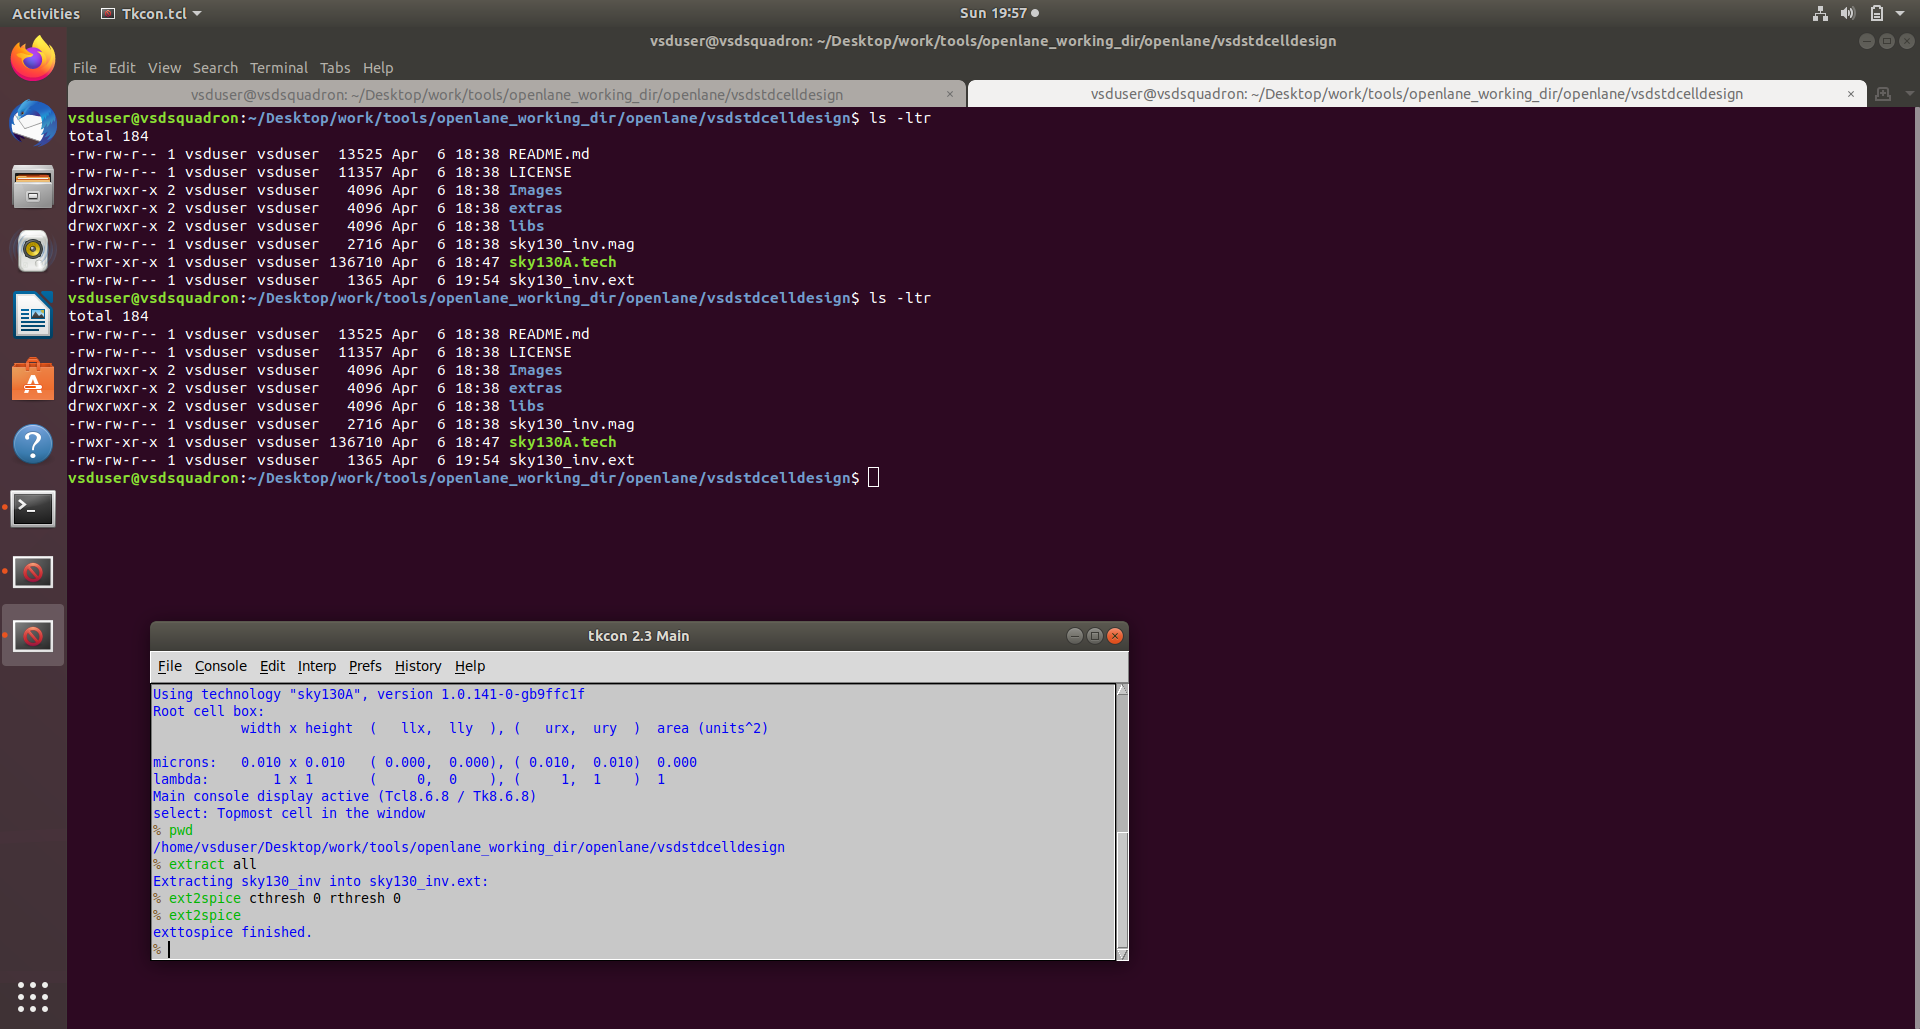 Activities Tkcon.tcl Sun 19:57
vsduser@vsdsquadron: ~/Desktop/work/tools/openlane_working_dir/openlane/vsdstdcelldesign
File Edit View Search Terminal Tabs Help
vsduser@vsdsquadron: ~/Desktop/work/tools/openlane_working_dir/openlane/vsdstdcelldesign × vsduser@vsdsquadron: ~/Desktop/work/tools/openlane_working_dir/openlane/vsdstdcelldesign ×
vsduser@vsdsquadron:~/Desktop/work/tools/openlane_working_dir/openlane/vsdstdcelldesign$ ls -ltr
total 184
-rw-rw-r-- 1 vsduser vsduser  13525 Apr  6 18:38 README.md
-rw-rw-r-- 1 vsduser vsduser  11357 Apr  6 18:38 LICENSE
drwxrwxr-x 2 vsduser vsduser   4096 Apr  6 18:38 Images
drwxrwxr-x 2 vsduser vsduser   4096 Apr  6 18:38 extras
drwxrwxr-x 2 vsduser vsduser   4096 Apr  6 18:38 libs
-rw-rw-r-- 1 vsduser vsduser   2716 Apr  6 18:38 sky130_inv.mag
-rwxr-xr-x 1 vsduser vsduser 136710 Apr  6 18:47 sky130A.tech
-rw-rw-r-- 1 vsduser vsduser   1365 Apr  6 19:54 sky130_inv.ext
vsduser@vsdsquadron:~/Desktop/work/tools/openlane_working_dir/openlane/vsdstdcelldesign$ ls -ltr
total 184
-rw-rw-r-- 1 vsduser vsduser  13525 Apr  6 18:38 README.md
-rw-rw-r-- 1 vsduser vsduser  11357 Apr  6 18:38 LICENSE
drwxrwxr-x 2 vsduser vsduser   4096 Apr  6 18:38 Images
drwxrwxr-x 2 vsduser vsduser   4096 Apr  6 18:38 extras
drwxrwxr-x 2 vsduser vsduser   4096 Apr  6 18:38 libs
-rw-rw-r-- 1 vsduser vsduser   2716 Apr  6 18:38 sky130_inv.mag
-rwxr-xr-x 1 vsduser vsduser 136710 Apr  6 18:47 sky130A.tech
-rw-rw-r-- 1 vsduser vsduser   1365 Apr  6 19:54 sky130_inv.ext
vsduser@vsdsquadron:~/Desktop/work/tools/openlane_working_dir/openlane/vsdstdcelldesign$
tkcon 2.3 Main
File Console Edit Interp Prefs History Help
Using technology "sky130A", version 1.0.141-0-gb9ffc1f
Root cell box:
           width x height  (   llx,  lly  ), (   urx,  ury  )  area (units^2)
microns:   0.010 x 0.010   ( 0.000,  0.000), ( 0.010,  0.010)  0.000
lambda:        1 x 1       (     0,  0    ), (     1,  1    )  1
Main console display active (Tcl8.6.8 / Tk8.6.8)
select: Topmost cell in the window
% pwd
/home/vsduser/Desktop/work/tools/openlane_working_dir/openlane/vsdstdcelldesign
% extract all
Extracting sky130_inv into sky130_inv.ext:
% ext2spice cthresh 0 rthresh 0
% ext2spice
exttospice finished.
%